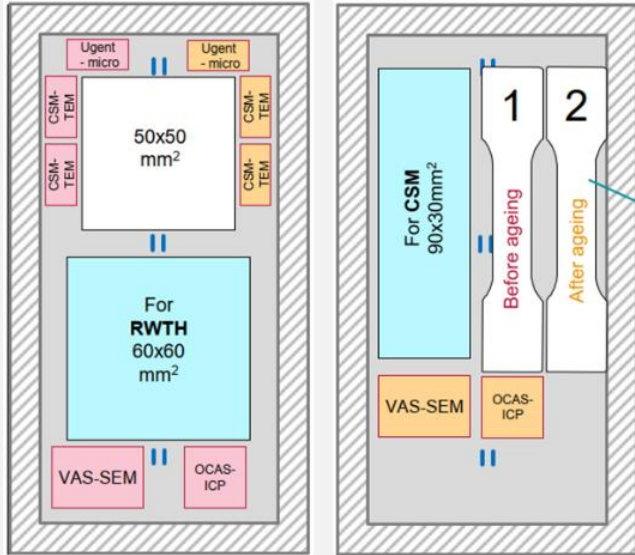 Ugent
- micro
Ugent
- micro
CSM-
TEM
CSM-
TEM
50x50
mm²
CSM-
TEM
CSM-
TEM
For
RWTH
60x60
mm²
VAS-SEM
OCAS-
ICP
For CSM
90x30mm²
1
Before ageing
2
After ageing
VAS-SEM
OCAS-
ICP